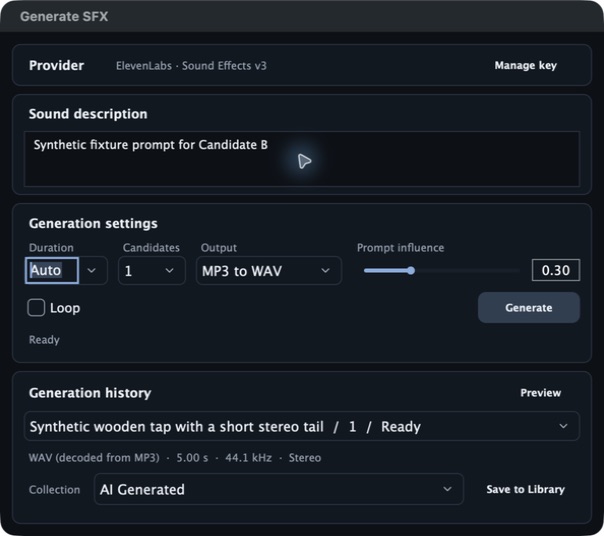 Generate SFX
Provider ElevenLabs · Sound Effects v3 Manage key
Sound description
Synthetic fixture prompt for Candidate B
Generation settings
Duration Candidates Output Prompt influence
Auto 1 MP3 to WAV 0.30
Loop Generate
Ready
Generation history Preview
Synthetic wooden tap with a short stereo tail / 1 / Ready
WAV (decoded from MP3) · 5.00 s · 44.1 kHz · Stereo
Collection AI Generated Save to Library